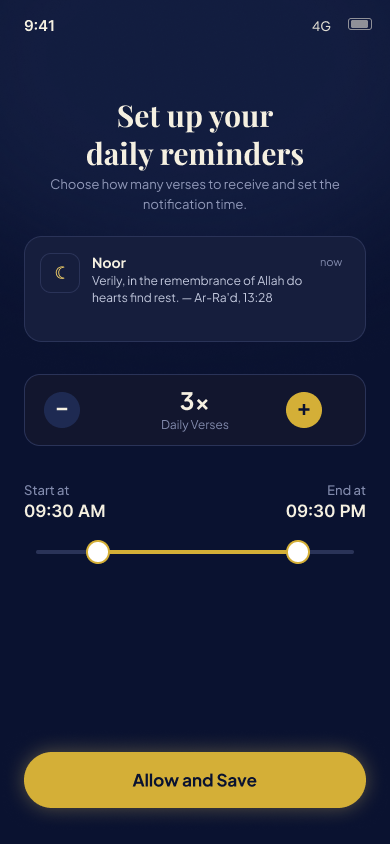 9:41
4G
Set up your
daily reminders
Choose how many verses to receive and set the
notification time.
Noor
now
Verily, in the remembrance of Allah do
hearts find rest. — Ar-Ra'd, 13:28
−
3×
+
Daily Verses
Start at
End at
09:30 AM
09:30 PM
Allow and Save